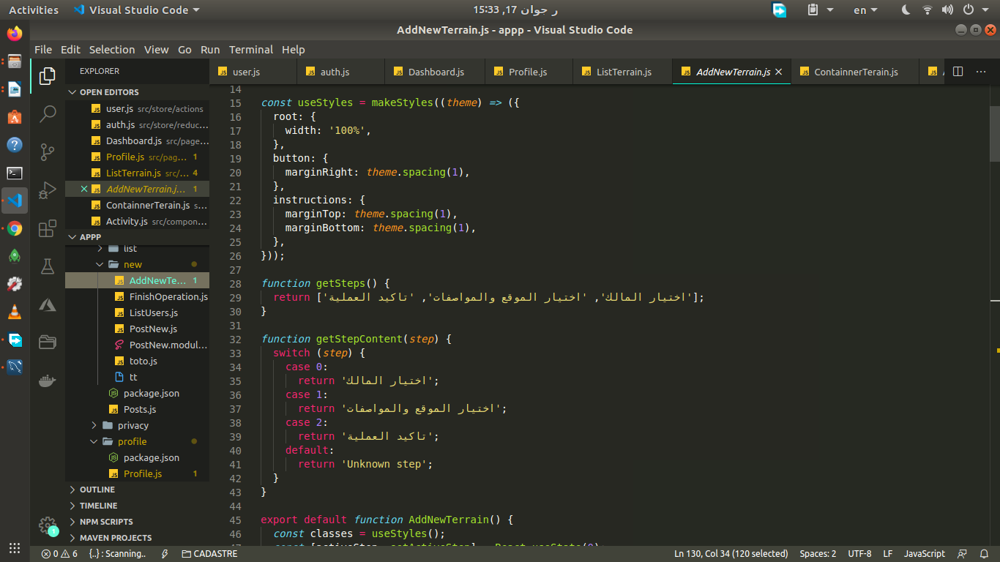 Activities
Visual Studio Code
ر جوان 17, 15:33
en
AddNewTerrain.js - appp - Visual Studio Code
File Edit Selection View Go Run Terminal Help
EXPLORER
user.js
auth.js
Dashboard.js
Profile.js
ListTerrain.js
AddNewTerrain.js
ContainnerTerain.js
OPEN EDITORS
user.js src/store/actions
auth.js src/store/reduc...
Dashboard.js src/page...
Profile.js src/pag... 1
ListTerrain.js src/... 4
AddNewTerrain.j... 1
ContainnerTerain.js s...
Activity.js src/compon...
APPP
list
new
AddNewTe... 1
FinishOperation.js
ListUsers.js
PostNew.js
PostNew.modul...
toto.js
tt
package.json
Posts.js
privacy
profile
package.json
Profile.js 1
OUTLINE
TIMELINE
NPM SCRIPTS
MAVEN PROJECTS
1
14
15 const useStyles = makeStyles((theme) => ({
16 root: {
17 width: '100%',
18 },
19 button: {
20 marginRight: theme.spacing(1),
21 },
22 instructions: {
23 marginTop: theme.spacing(1),
24 marginBottom: theme.spacing(1),
25 },
26 }));
27
28 function getSteps() {
29 return ['اختيار المالك', 'اختيار الموقع والمواصفات', 'تاكيد العملية'];
30 }
31
32 function getStepContent(step) {
33 switch (step) {
34 case 0:
35 return 'اختيار المالك';
36 case 1:
37 return 'اختيار الموقع والمواصفات';
38 case 2:
39 return 'تاكيد العملية';
40 default:
41 return 'Unknown step';
42 }
43 }
44
45 export default function AddNewTerrain() {
46 const classes = useStyles();
0 6 {..} : Scanning.. CADASTRE
Ln 130, Col 34 (120 selected) Spaces: 2 UTF-8 LF JavaScript